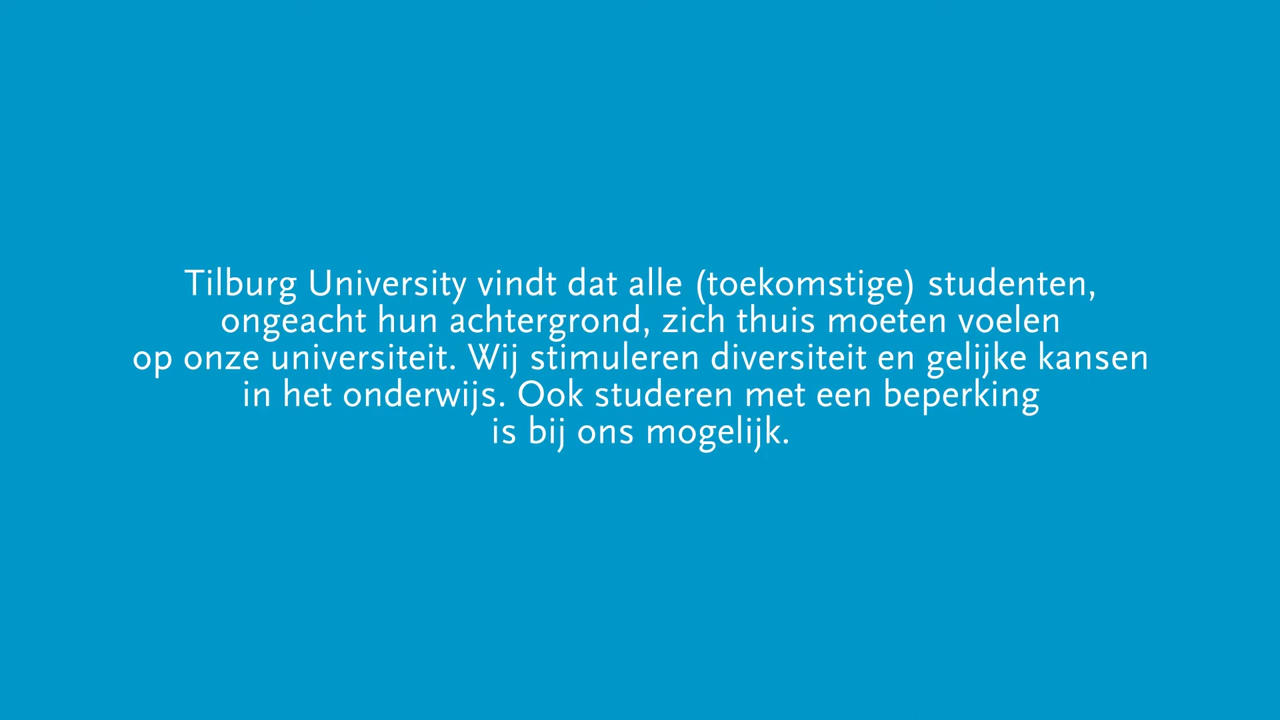 Tilburg University vindt dat alle (toekomstige) studenten,
ongeacht hun achtergrond, zich thuis moeten voelen
op onze universiteit. Wij stimuleren diversiteit en gelijke kansen
in het onderwijs. Ook studeren met een beperking
is bij ons mogelijk.